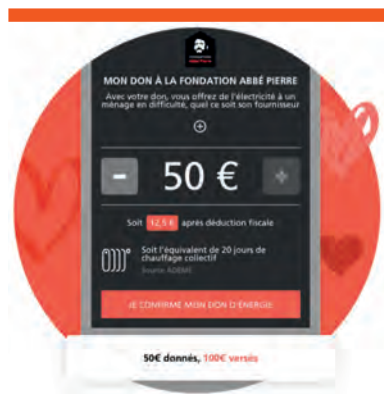 MON DON À LA FONDATION ABBÉ PIERRE
Avec votre don, vous offrez de l'électricité à un
ménage en difficulté, quel ce soit son fournisseur
- 50 € +
Soit 12,5 € après déduction fiscale
Soit l'équivalent de 20 jours de
chauffage collectif
Source ADEME
JE CONFIRME MON DON D'ÉNERGIE
50€ donnés, 100€ versés